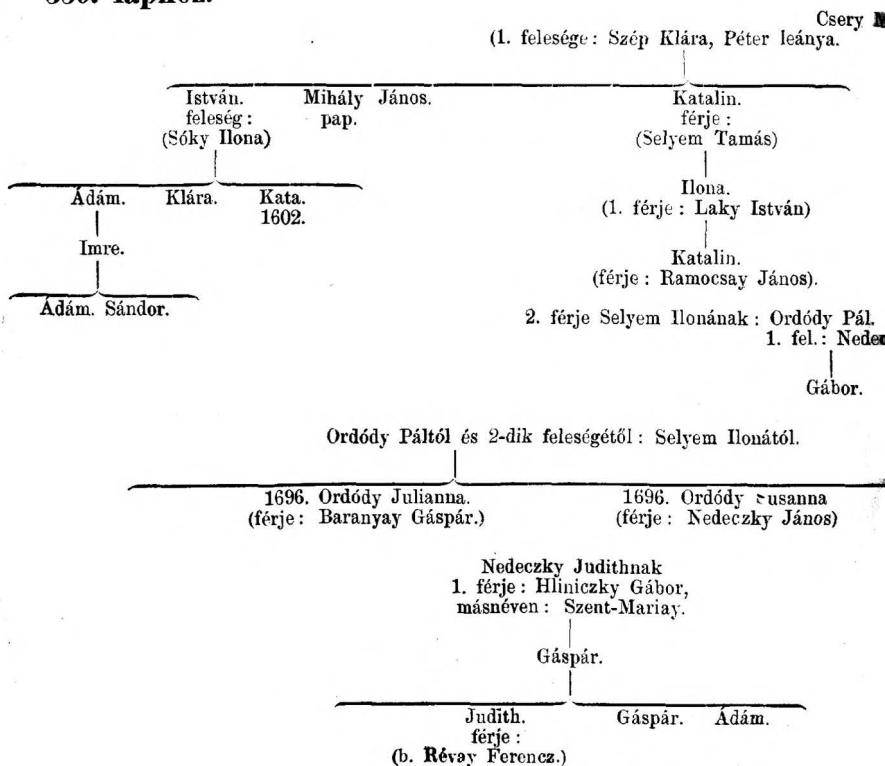 Csery
(1. felesége: Szép Klára, Péter leánya.
István. Mihály János. Katalin.
feleség: pap. férje:
(Sóky Ilona) (Selyem Tamás)
Ádám. Klára. Kata. Ilona.
1602. (1. férje: Laky István)
Imre. Katalin.
(férje: Ramocsay János).
Ádám. Sándor.
2. férje Selyem Ilonának: Ordódy Pál.
1. fel.:
Gábor.
Ordódy Páltól és 2-dik feleségétől: Selyem Ilonától.
1696. Ordódy Julianna. 1696. Ordódy
(férje: Baranyay Gáspár.) (férje: Nedeczky János)
Nedeczky Judithnak
1. férje: Hliniczky Gábor,
másnéven: Szent-Mariay.
Gáspár.
Judith. Gáspár. Ádám.
férje:
(b. Révay Ferencz.)